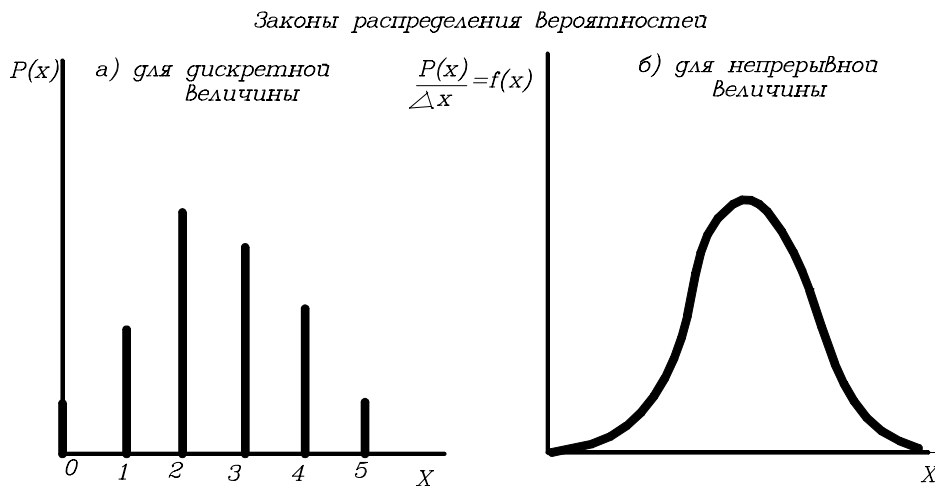 Законы распределения вероятностей
P(x)
а) для дискретной
величины
0
1
2
3
4
5
X
P(x)
△x
=f(x)
б) для непрерывной
величины
X